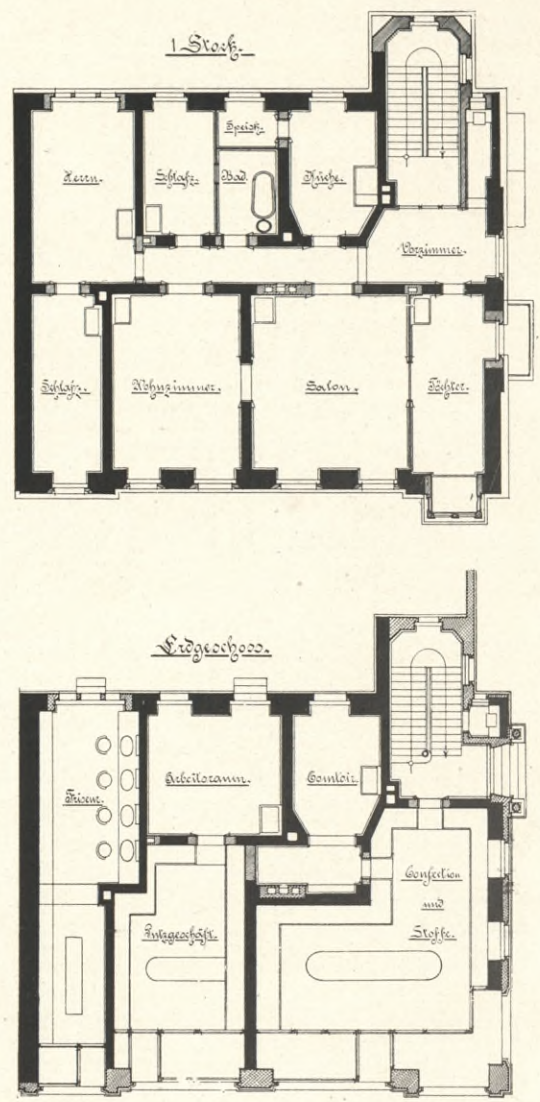 1 Stock.
Herrn.
Schlafz.
Speisk.
Bad.
Küche.
Vorzimmer.
Schlafz.
Wohnzimmer.
Salon.
Töchter.
Erdgeschoss.
Friseur.
Arbeitsraum.
Comtoir.
Confection
und
Stoffe.
Putzgeschäft.